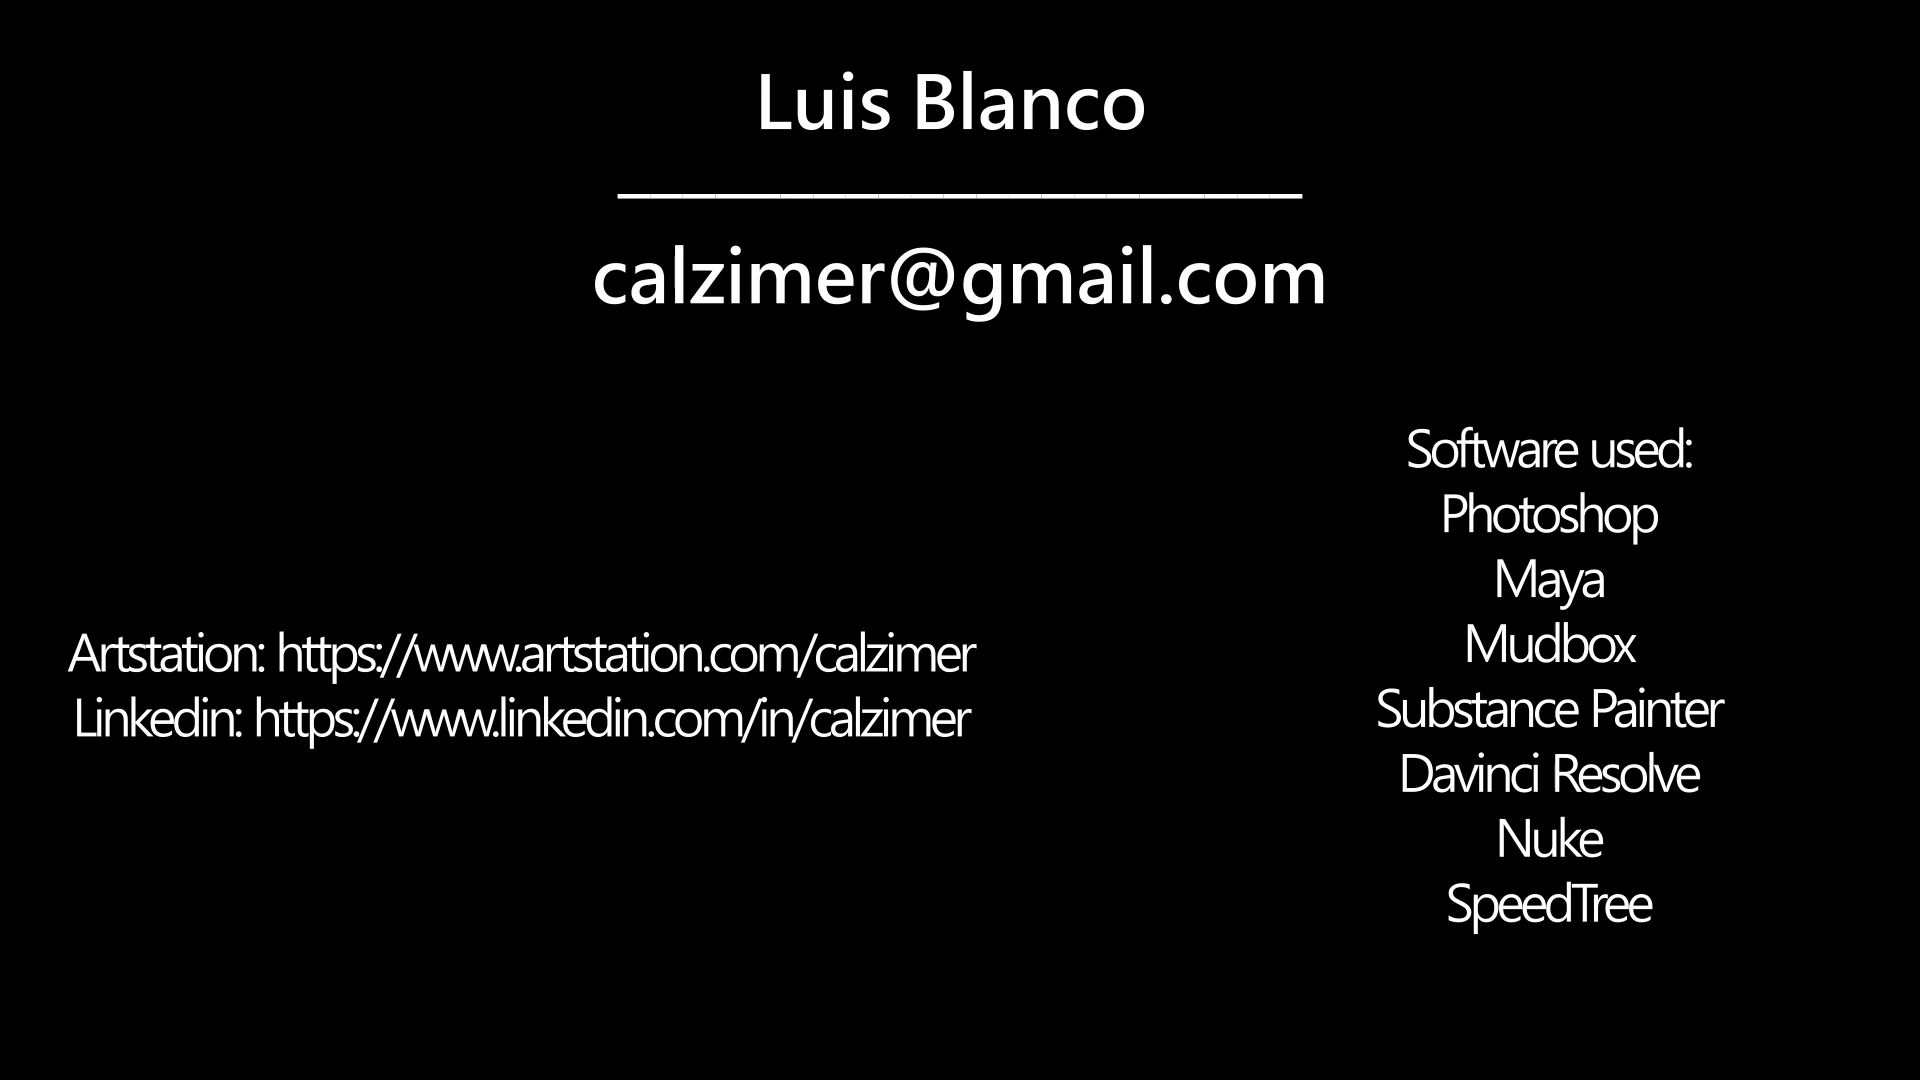 Luis Blanco
calzimer@gmail.com
Artstation: https://www.artstation.com/calzimer
Linkedin: https://www.linkedin.com/in/calzimer
Software used:
Photoshop
Maya
Mudbox
Substance Painter
Davinci Resolve
Nuke
SpeedTree